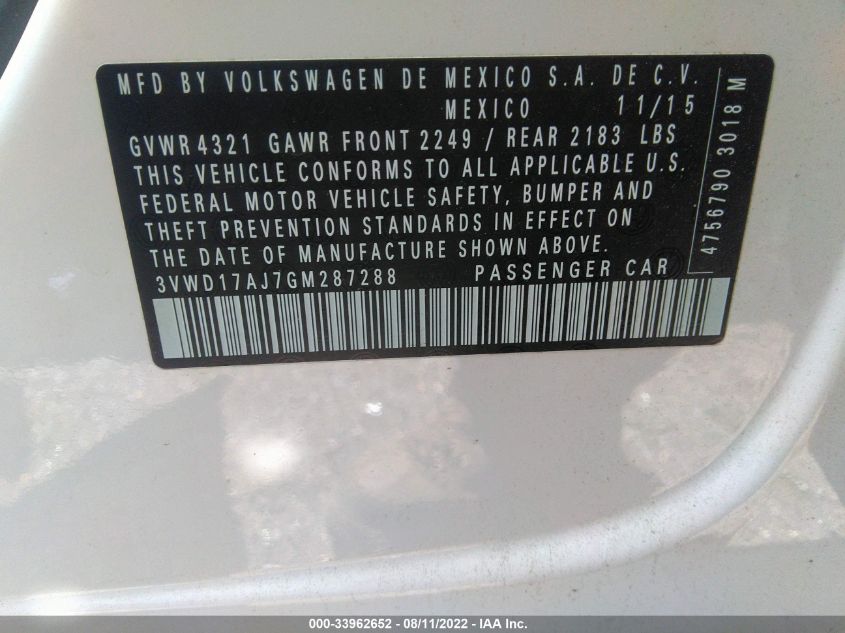 MFD BY VOLKSWAGEN DE MEXICO S.A. DE C.V.
MEXICO 11/15
GVWR 4321 GAWR FRONT 2249 / REAR 2183 LBS
THIS VEHICLE CONFORMS TO ALL APPLICABLE U.S.
FEDERAL MOTOR VEHICLE SAFETY, BUMPER AND
THEFT PREVENTION STANDARDS IN EFFECT ON
THE DATE OF MANUFACTURE SHOWN ABOVE.
3VWD17AJ7GM287288 PASSENGER CAR
4756790 3018 M
000-33962652 - 08/11/2022 - IAA Inc.